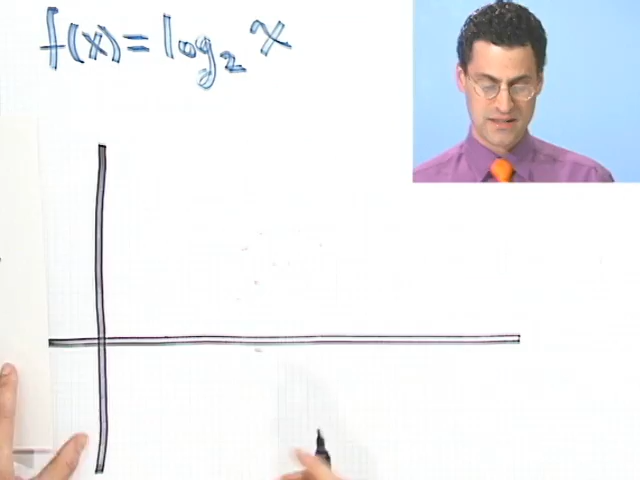 f(x) = log₂ x